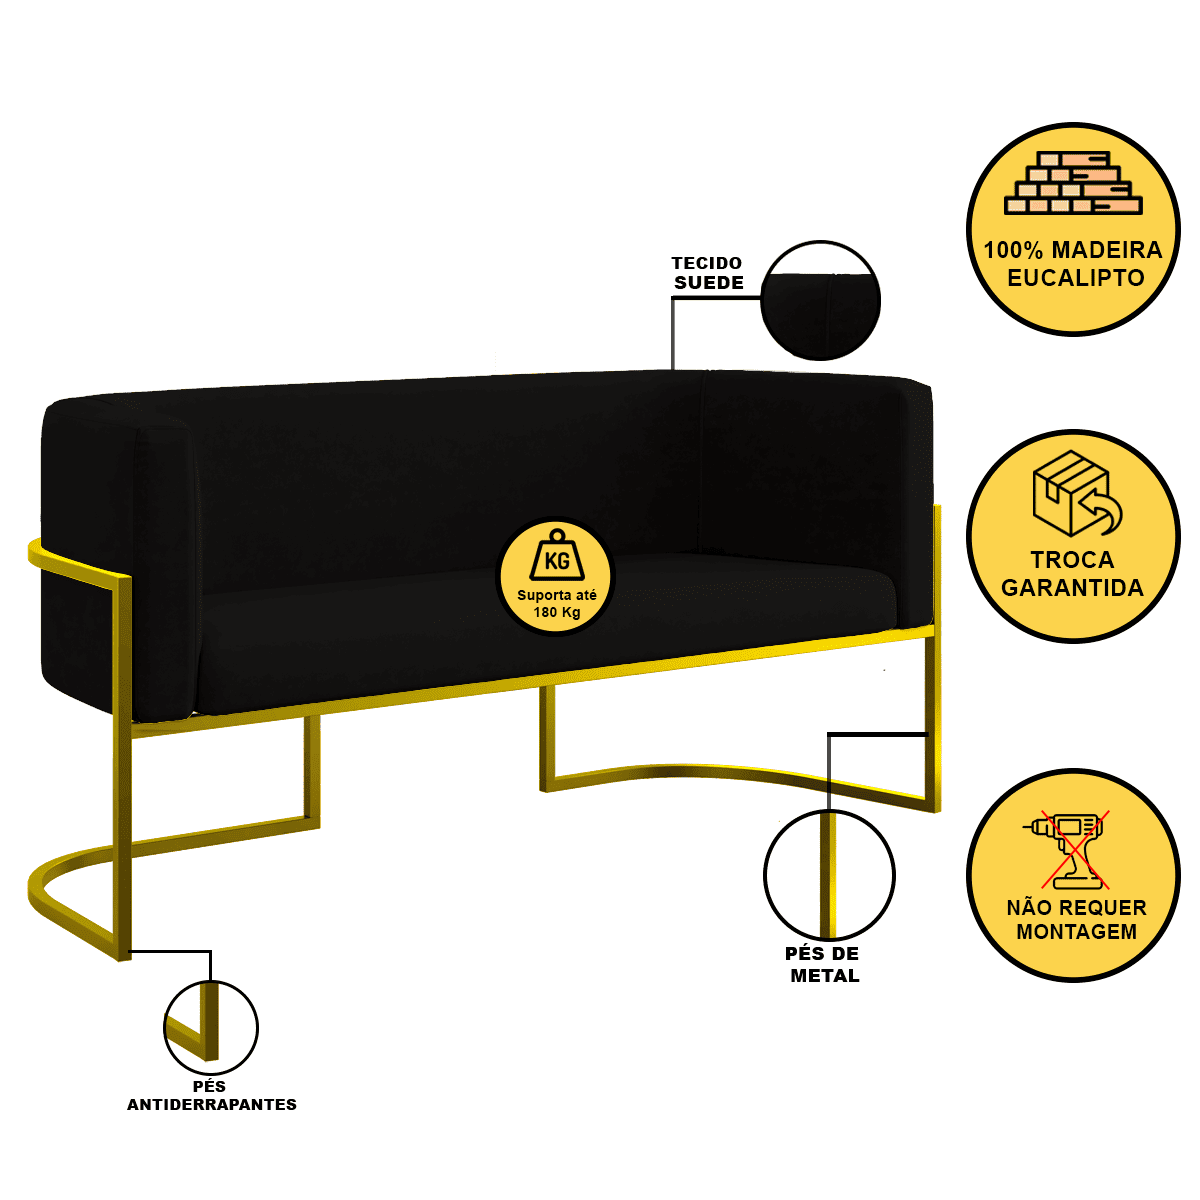 TECIDO
SUEDE
100% MADEIRA
EUCALIPTO
KG
Suporta até
180 Kg
TROCA
GARANTIDA
PÉS DE
METAL
NÃO REQUER
MONTAGEM
PÉS
ANTIDERRAPANTES